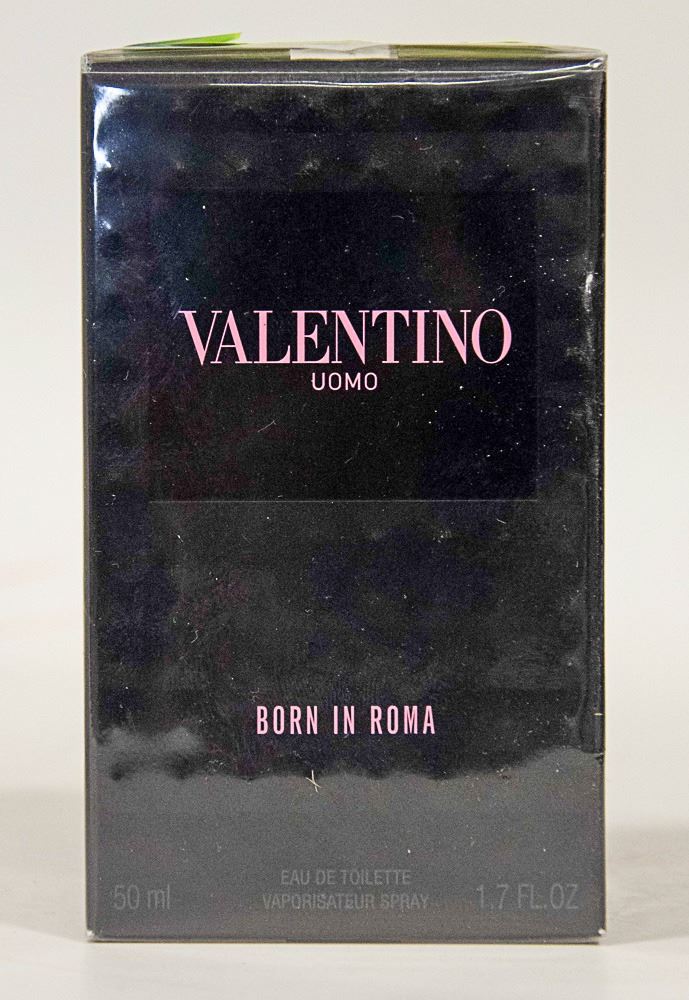 VALENTINO
UOMO
BORN IN ROMA
EAU DE TOILETTE
50 ml VAPORISATEUR SPRAY 1.7 FL.OZ